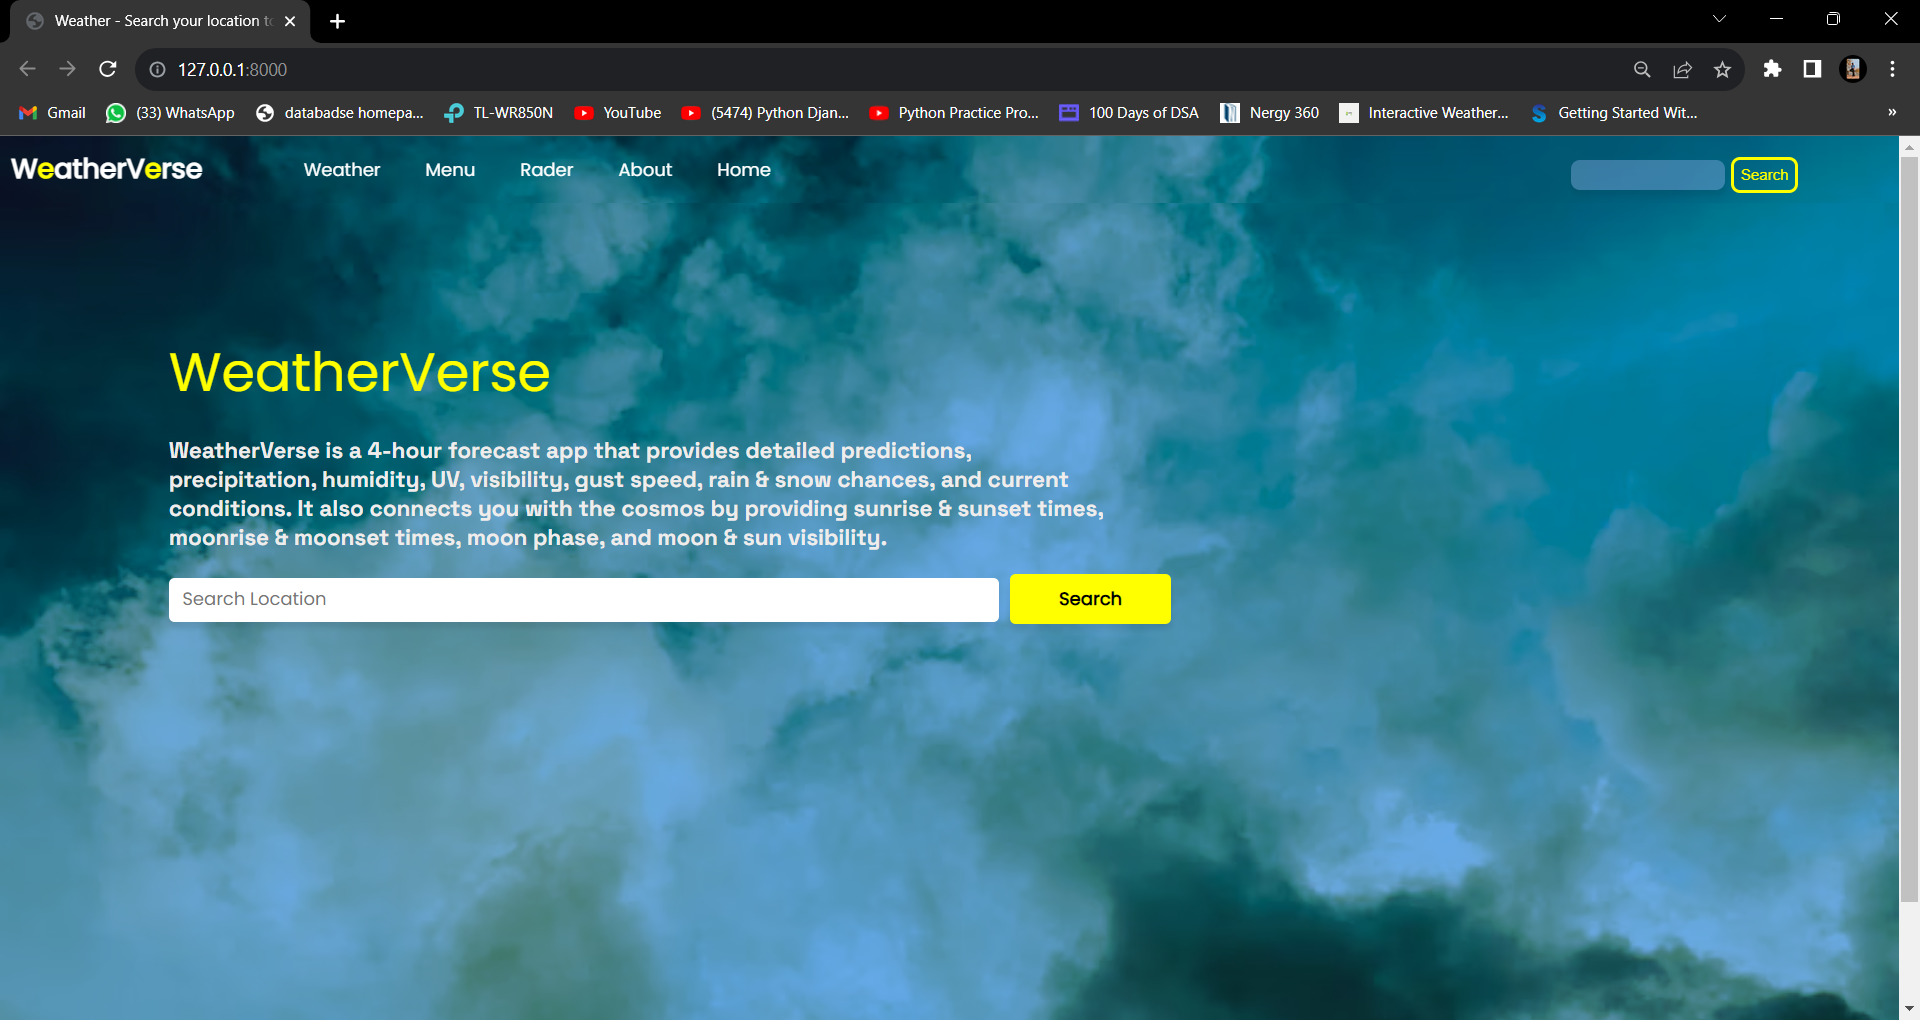 Weather - Search your location to
127.0.0.1:8000
Gmail
(33) WhatsApp
databadse homepa...
TL-WR850N
YouTube
(5474) Python Djan...
Python Practice Pro...
100 Days of DSA
Nergy 360
Interactive Weather...
Getting Started Wit...
WeatherVerse
Weather
Menu
Rader
About
Home
Search
WeatherVerse
WeatherVerse is a 4-hour forecast app that provides detailed predictions,
precipitation, humidity, UV, visibility, gust speed, rain & snow chances, and current
conditions. It also connects you with the cosmos by providing sunrise & sunset times,
moonrise & moonset times, moon phase, and moon & sun visibility.
Search Location
Search